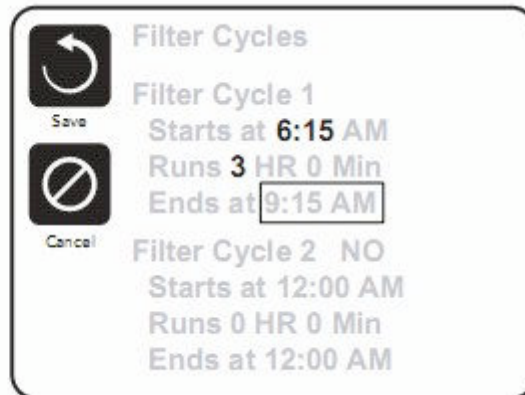 Filter Cycles
Save
Cancel
Filter Cycle 1
Starts at 6:15 AM
Runs 3 HR 0 Min
Ends at 9:15 AM
Filter Cycle 2 NO
Starts at 12:00 AM
Runs 0 HR 0 Min
Ends at 12:00 AM